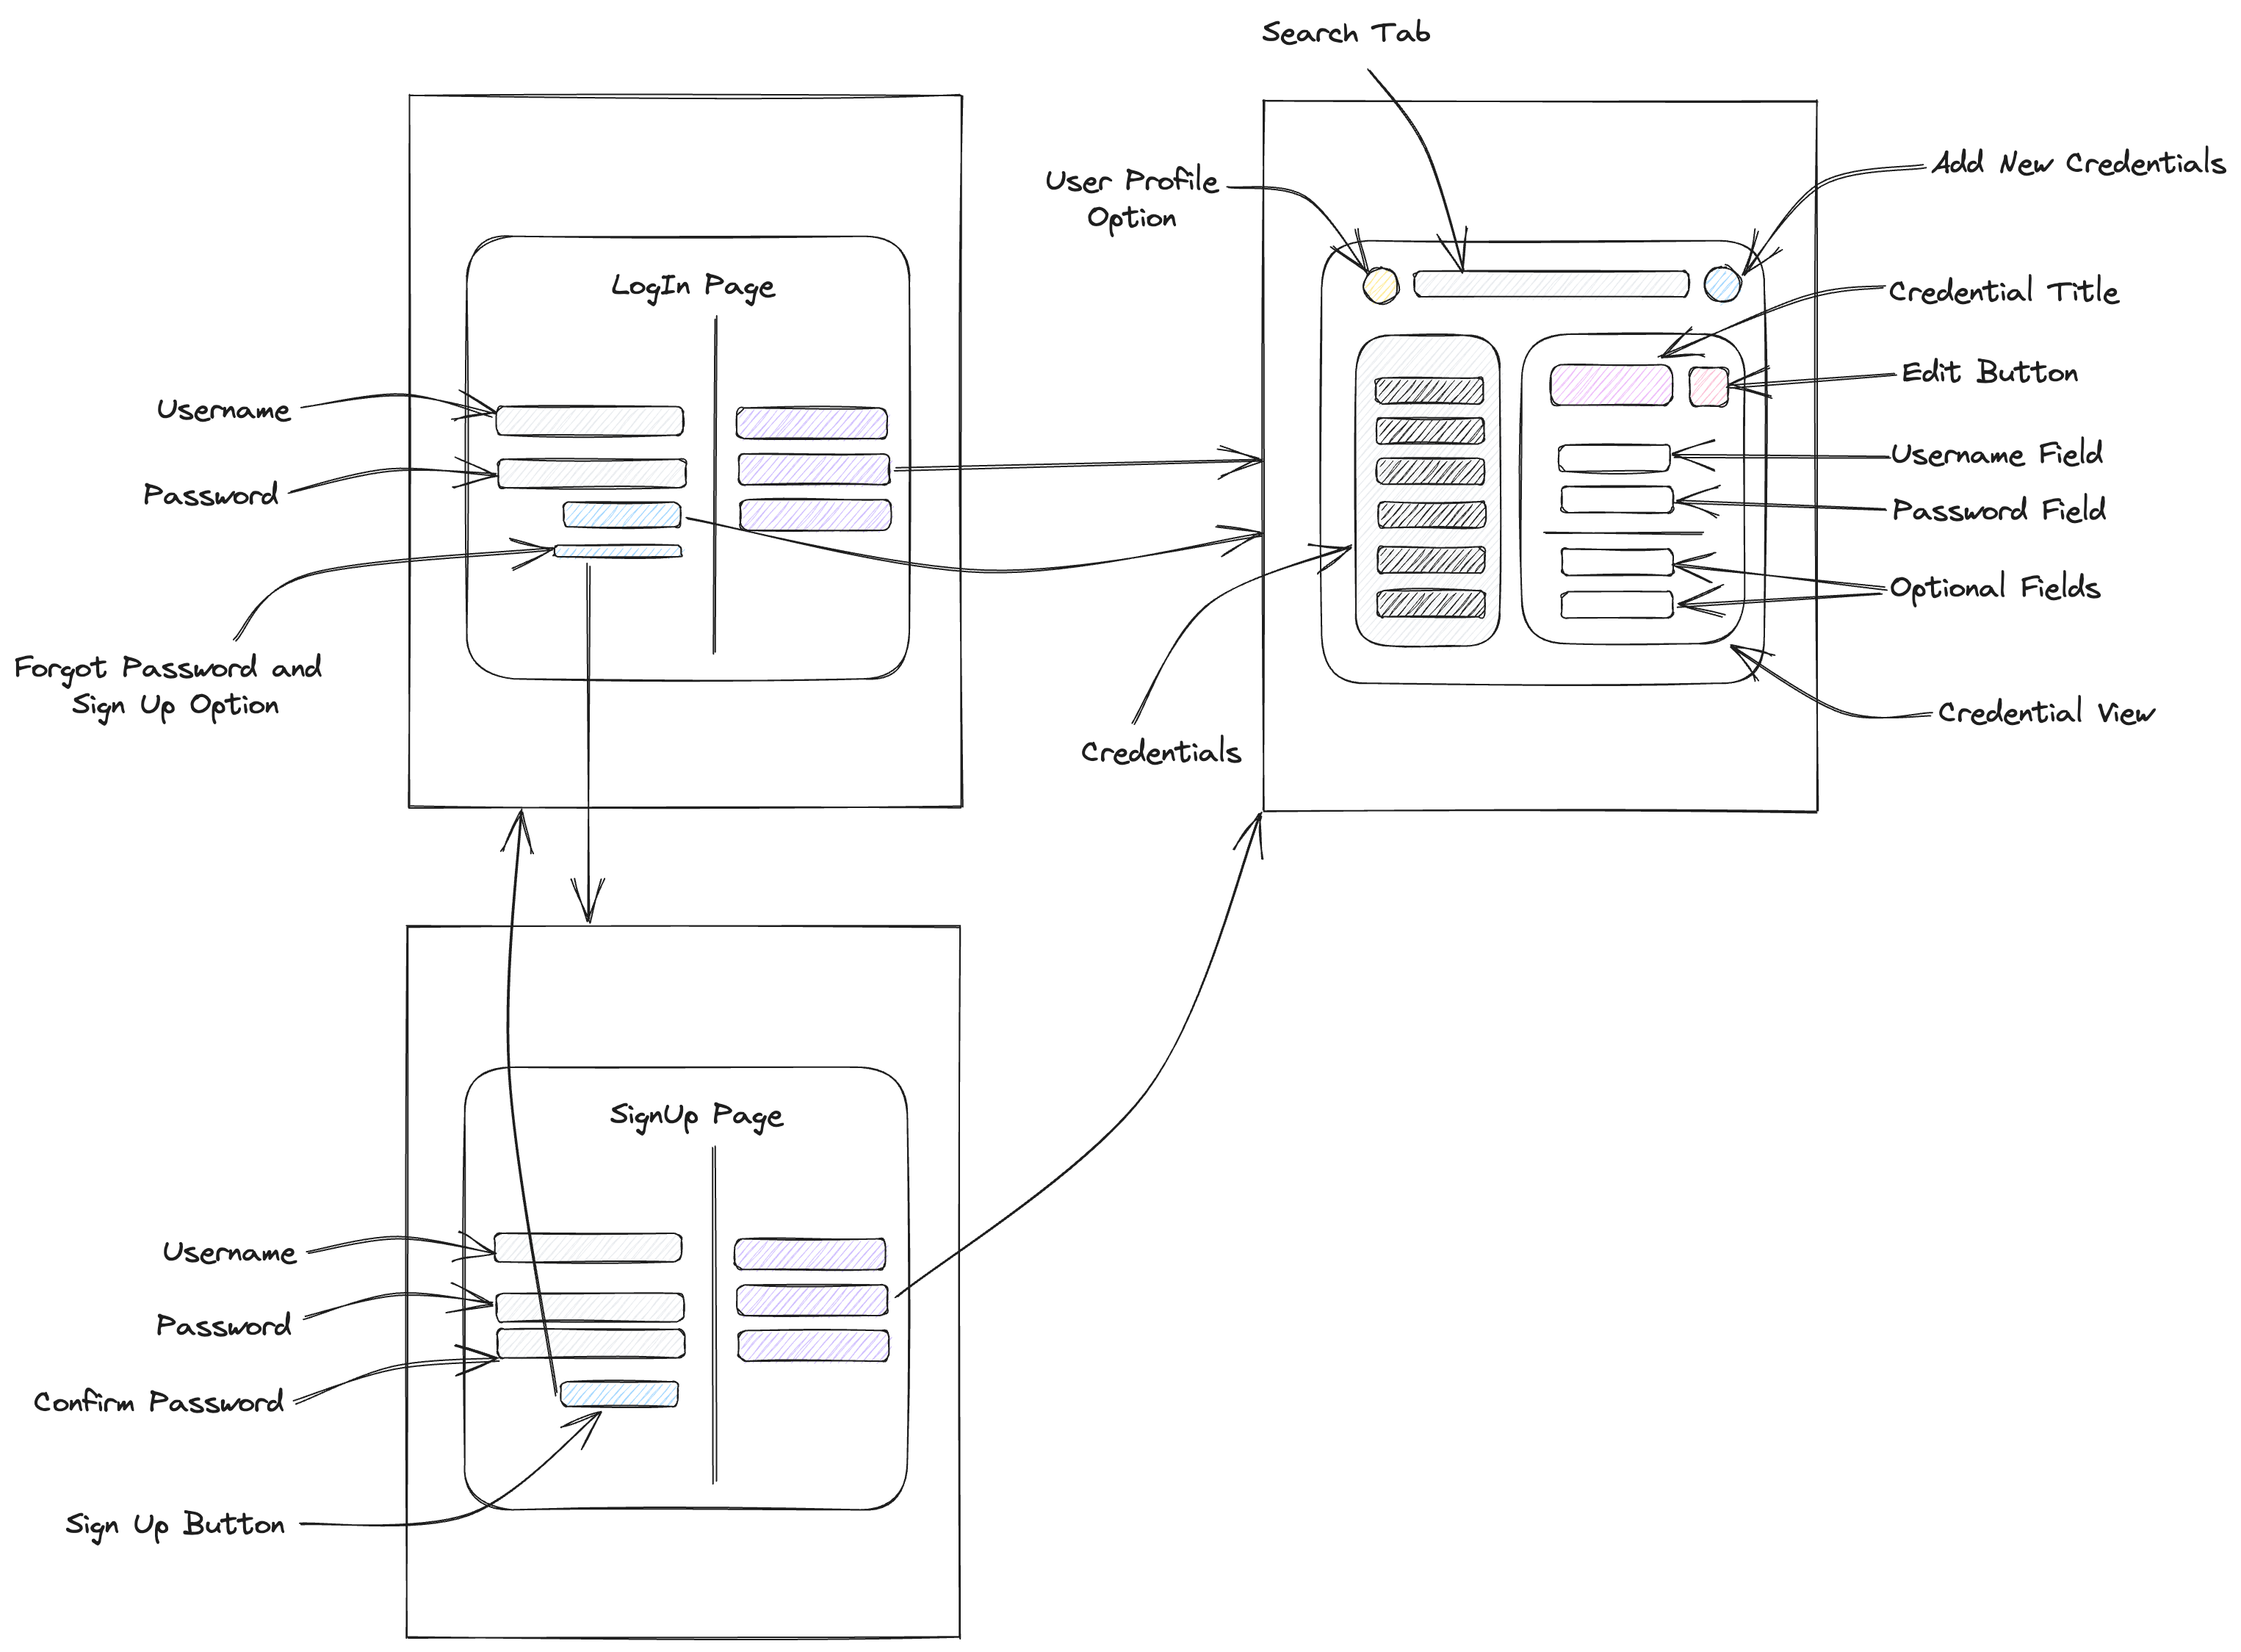 Search Tab
Add New Credentials
User Profile
Option
LogIn Page
Credential Title
Edit Button
Username
Username Field
Password
Password Field
Optional Fields
Forgot Password and
Sign Up Option
Credential View
Credentials
SignUp Page
Username
Password
Confirm Password
Sign Up Button